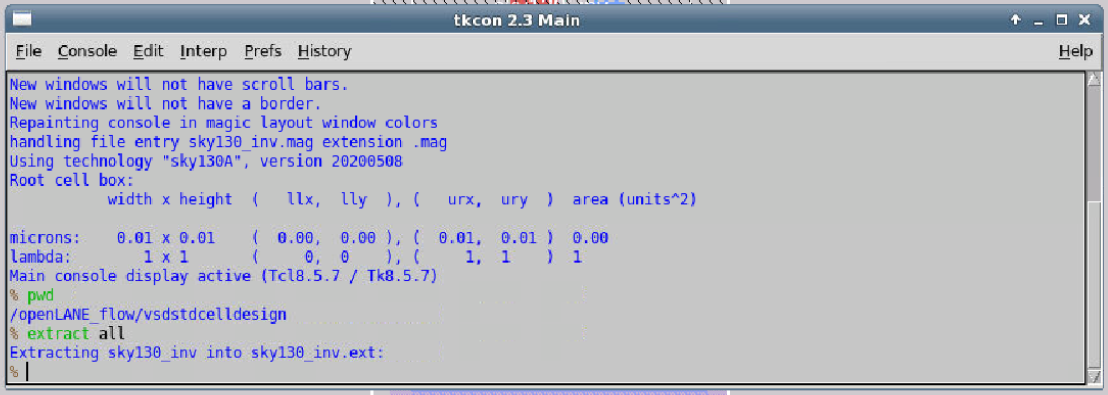 tkcon 2.3 Main
File Console Edit Interp Prefs History Help
New windows will not have scroll bars.
New windows will not have a border.
Repainting console in magic layout window colors
handling file entry sky130_inv.mag extension .mag
Using technology "sky130A", version 20200508
Root cell box:
width x height ( llx, lly ), ( urx, ury ) area (units^2)
microns: 0.01 x 0.01 ( 0.00, 0.00 ), ( 0.01, 0.01 ) 0.00
lambda: 1 x 1 ( 0, 0 ), ( 1, 1 ) 1
Main console display active (Tcl8.5.7 / Tk8.5.7)
% pwd
/openLANE_flow/vsdstdcelldesign
% extract all
Extracting sky130_inv into sky130_inv.ext:
%